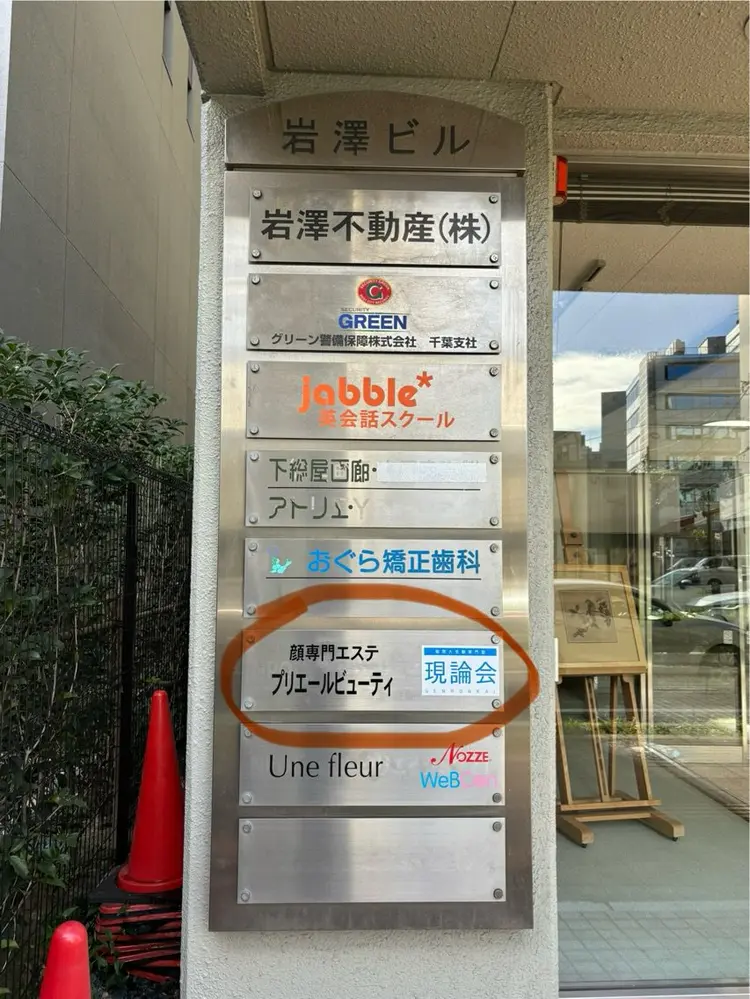 岩澤ビル
岩澤不動産(株)
G
SECURITY
GREEN
グリーン警備保障株式会社 千葉支社
jabble*
英会話スクール
下総屋画廊・
アトリエ・Y
おぐら矯正歯科
顔専門エステ
プリエールビューティ
現論会
GENRONKAI
Une fleur
NOZZE.
WeBCon